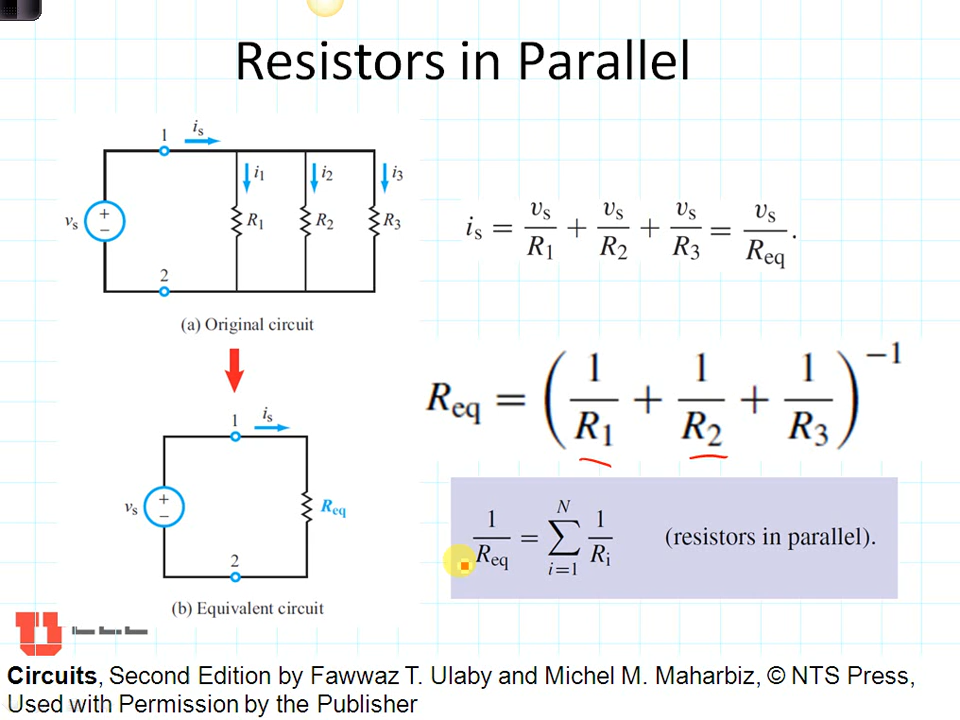 Resistors in Parallel
1 iₛ
i₁ i₂ i₃
vₛ + − R₁ R₂ R₃
2
(a) Original circuit
iₛ = vₛ/R₁ + vₛ/R₂ + vₛ/R₃ = vₛ/Req.
Req = (1/R₁ + 1/R₂ + 1/R₃)⁻¹
1 iₛ
vₛ + − Req
2
(b) Equivalent circuit
1/Req = ∑_{i=1}^{N} 1/Rᵢ (resistors in parallel).
Circuits, Second Edition by Fawwaz T. Ulaby and Michel M. Maharbiz, © NTS Press,
Used with Permission by the Publisher